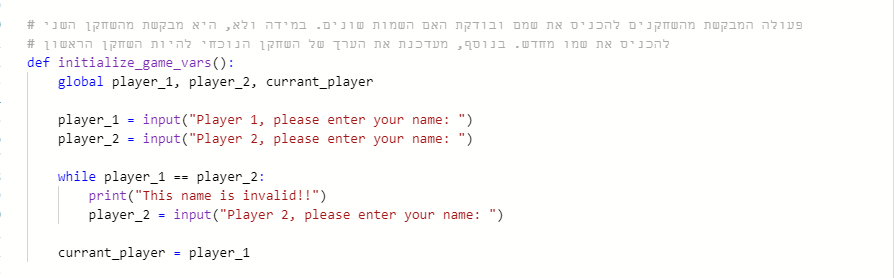 # פעולה המבקשת מהשחקנים להכניס את שמם ובודקת האם השמות שונים. במידה ולא, היא מבקשת מהשחקן השני
# להכניס את שמו מחדש. בנוסף, מעדכנת את הערך של השחקן הנוכחי להיות השחקן הראשון
def initialize_game_vars():
    global player_1, player_2, currant_player

    player_1 = input("Player 1, please enter your name: ")
    player_2 = input("Player 2, please enter your name: ")

    while player_1 == player_2:
        print("This name is invalid!!")
        player_2 = input("Player 2, please enter your name: ")

    currant_player = player_1